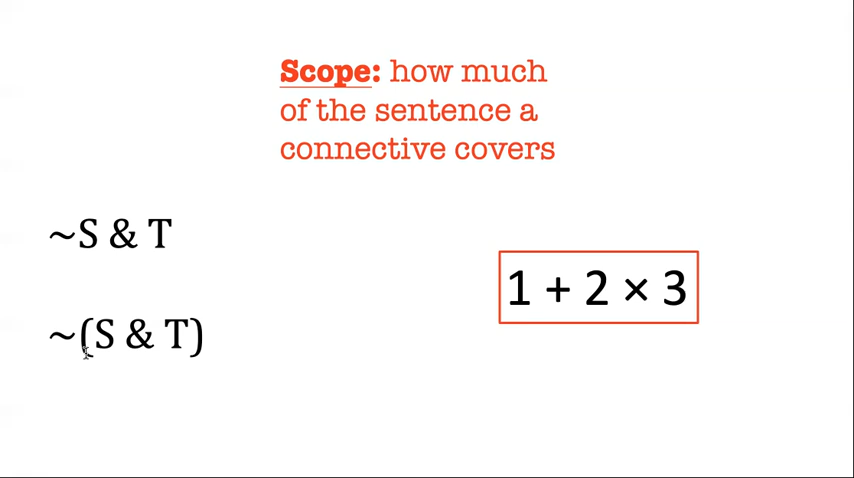 Scope: how much
of the sentence a
connective covers
~S & T
1 + 2 × 3
~(S & T)